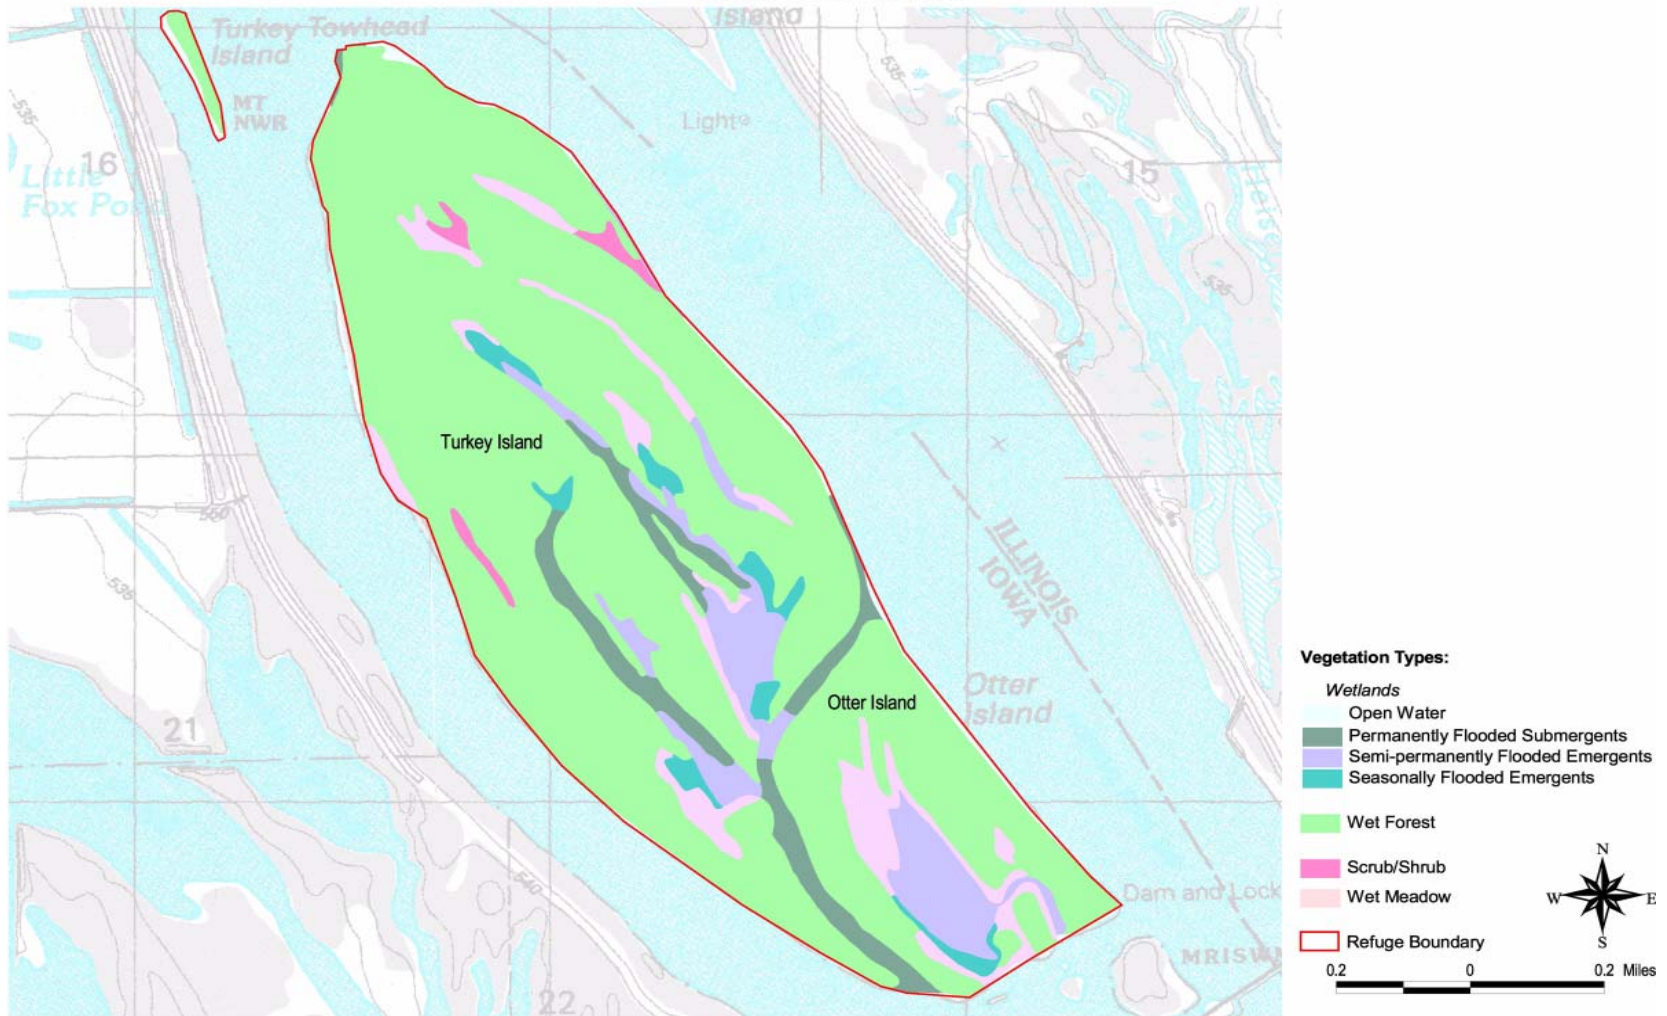 Island
Turkey Towhead
Island
MT
NWR
Light
535
535
16
Little
Fox Pond
15
535
Turkey Island
560
ILLINOIS
IOWA
535
Otter
Island
Otter Island
21
540
Dam and Lock
22
Vegetation Types:
Wetlands
Open Water
Permanently Flooded Submergents
Semi-permanently Flooded Emergents
Seasonally Flooded Emergents
Wet Forest
Scrub/Shrub
Wet Meadow
Refuge Boundary
N
W E
S
0.2 0 0.2 Miles